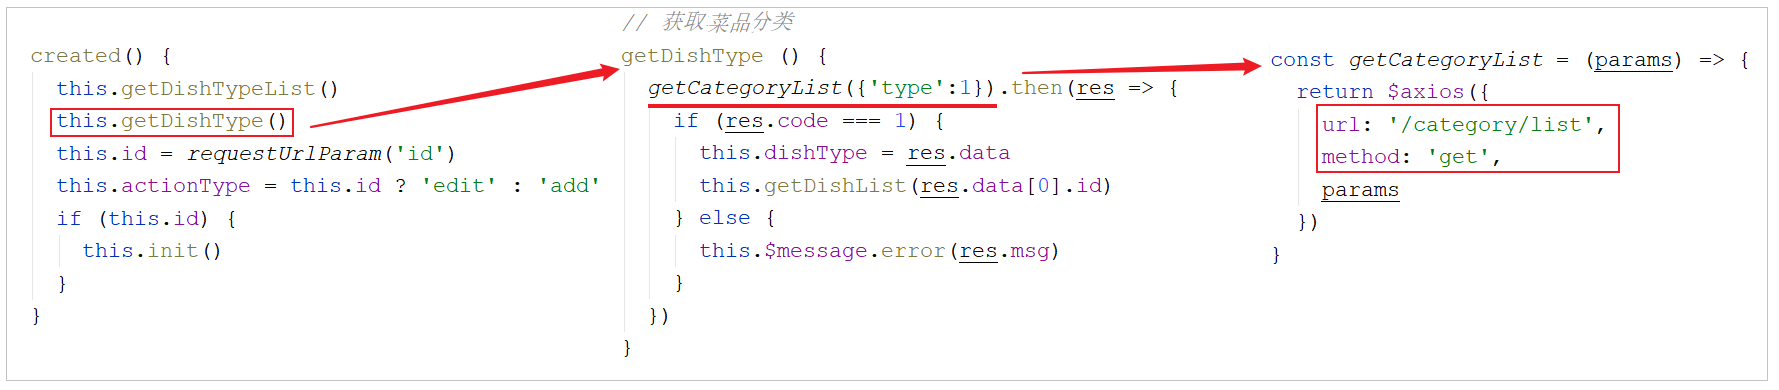 created() {
  this.getDishTypeList()
  this.getDishType()
  this.id = requestUrlParam('id')
  this.actionType = this.id ? 'edit' : 'add'
  if (this.id) {
    this.init()
  }
}
// 获取菜品分类
getDishType () {
  getCategoryList({'type':1}).then(res => {
    if (res.code === 1) {
      this.dishType = res.data
      this.getDishList(res.data[0].id)
    } else {
      this.$message.error(res.msg)
    }
  })
}
const getCategoryList = (params) => {
  return $axios({
    url: '/category/list',
    method: 'get',
    params
  })
}